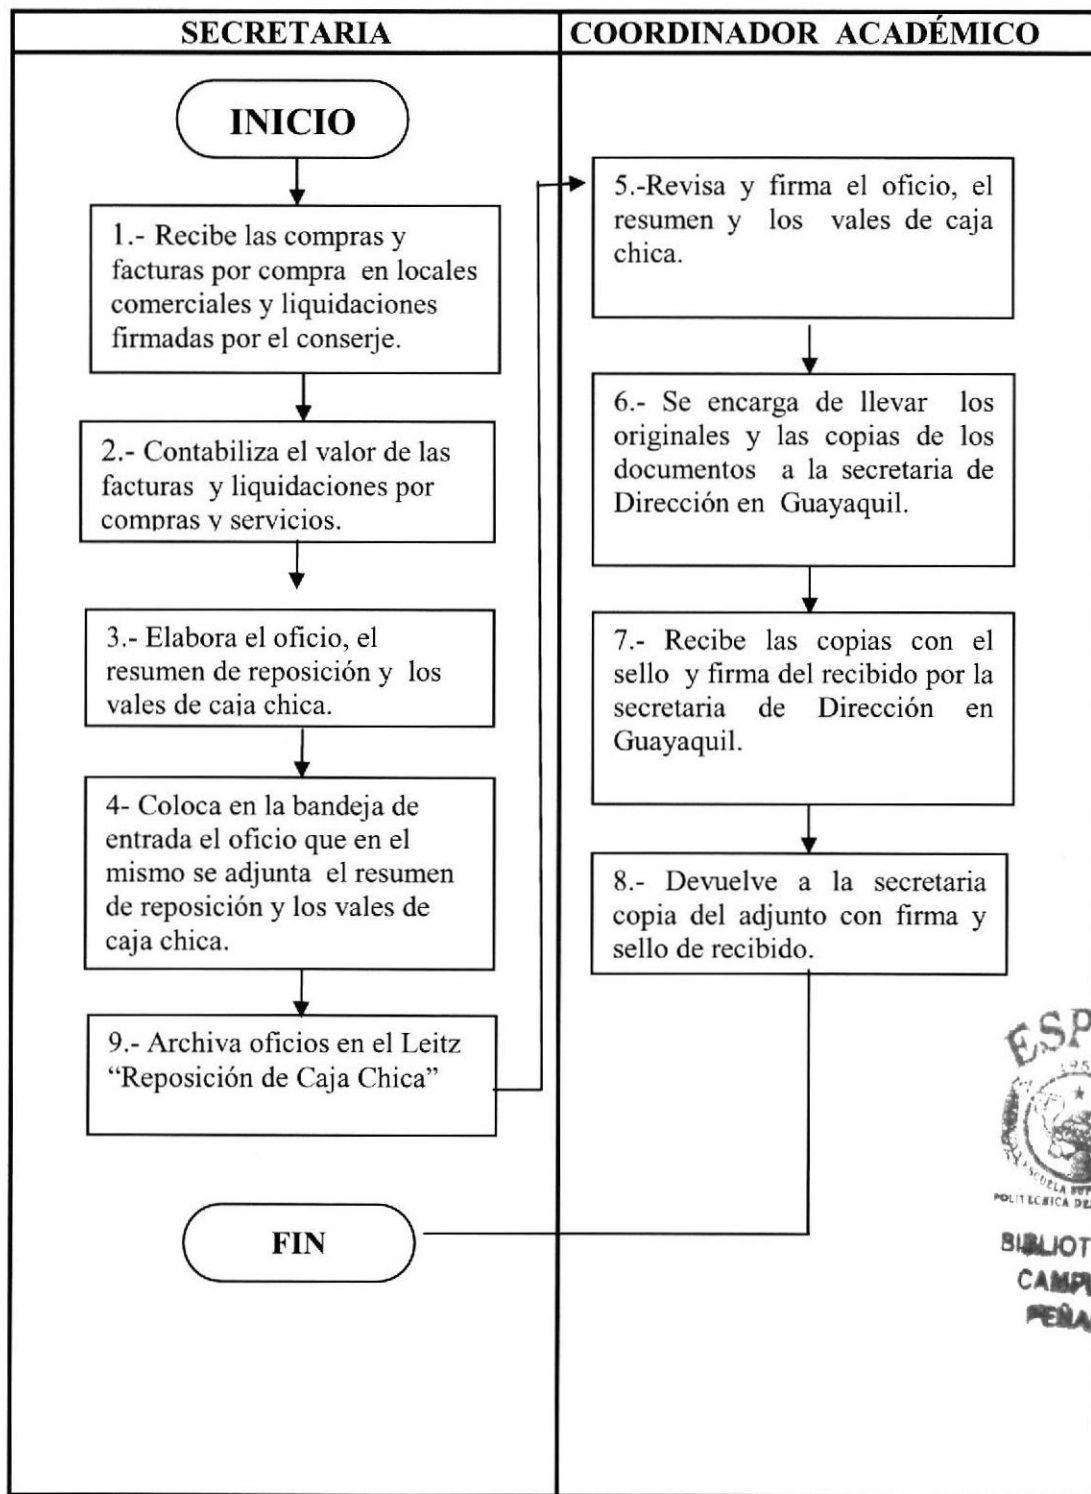 SECRETARIA
COORDINADOR ACADÉMICO
INICIO
1.- Recibe las compras y
facturas por compra en locales
comerciales y liquidaciones
firmadas por el conserje.
2.- Contabiliza el valor de las
facturas y liquidaciones por
compras y servicios.
3.- Elabora el oficio, el
resumen de reposición y los
vales de caja chica.
4- Coloca en la bandeja de
entrada el oficio que en el
mismo se adjunta el resumen
de reposición y los vales de
caja chica.
9.- Archiva oficios en el Leitz
“Reposición de Caja Chica”
FIN
5.-Revisa y firma el oficio, el
resumen y los vales de caja
chica.
6.- Se encarga de llevar los
originales y las copias de los
documentos a la secretaria de
Dirección en Guayaquil.
7.- Recibe las copias con el
sello y firma del recibido por la
secretaria de Dirección en
Guayaquil.
8.- Devuelve a la secretaria
copia del adjunto con firma y
sello de recibido.
ESP
ESCUELA
POLITECNICA
BIBLIOT
CAMP
PEÑA